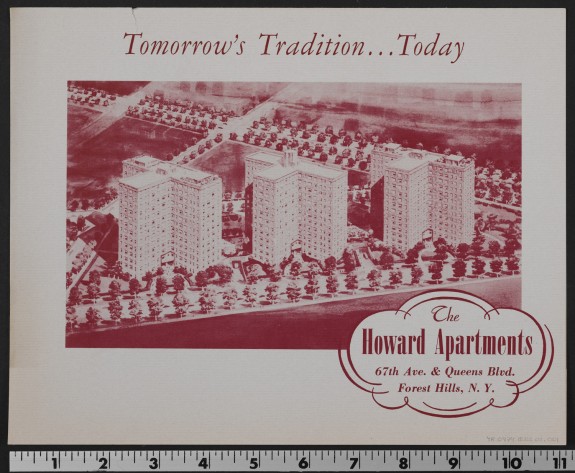 Tomorrow's Tradition...Today
The
Howard Apartments
67th Ave. & Queens Blvd.
Forest Hills, N. Y.
1 2 3 4 5 6 7 8 9 10 11